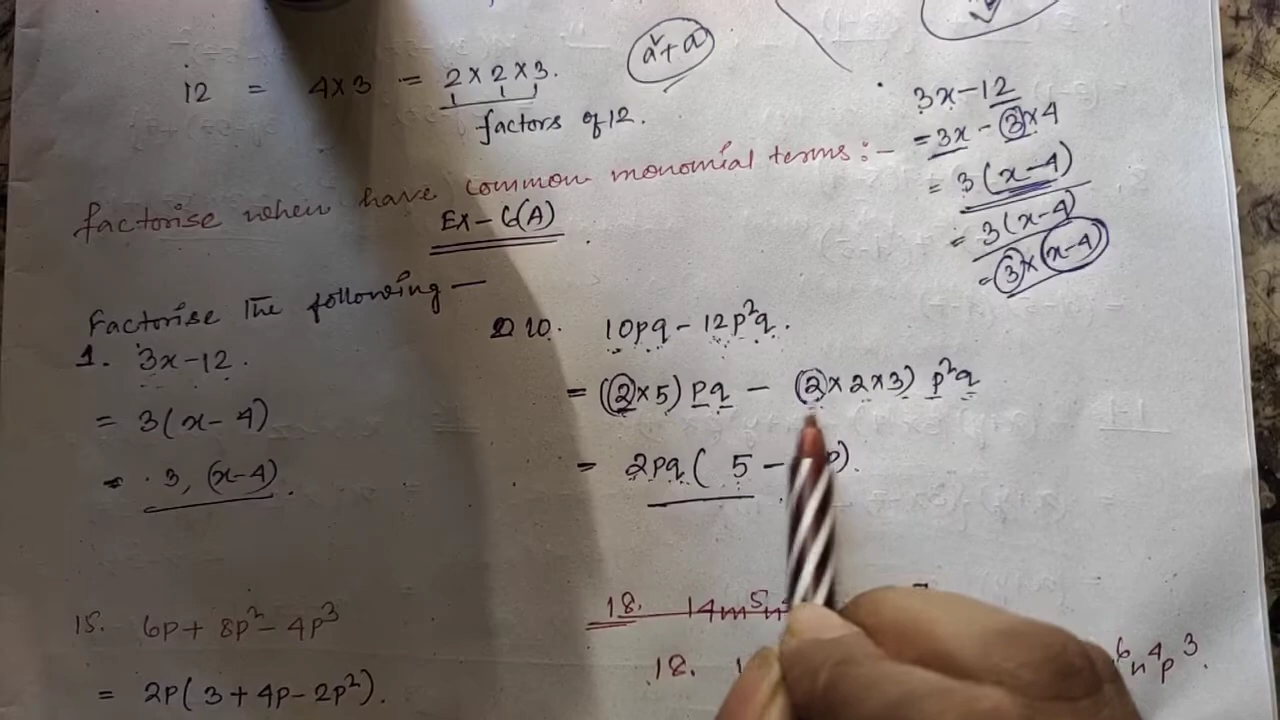 12 = 4×3 = 2×2×3.
factors of 12.
a²+a
3x-12
= 3x - 3×4
= 3(x-4)
= 3(x-4)
= 3×(x-4)
factorise when have common monomial terms:-
Ex-6(A)
Factorise the following —
1. 3x-12.
= 3(x-4)
= 3, (x-4).
10. 10pq - 12p²q.
= (2×5) pq - (2×2×3) p²q
= 2pq( 5 - p).
15. 6p + 8p² - 4p³
= 2p(3+4p-2p²).
18. 14m⁵n
18. ⁶n⁴p³.